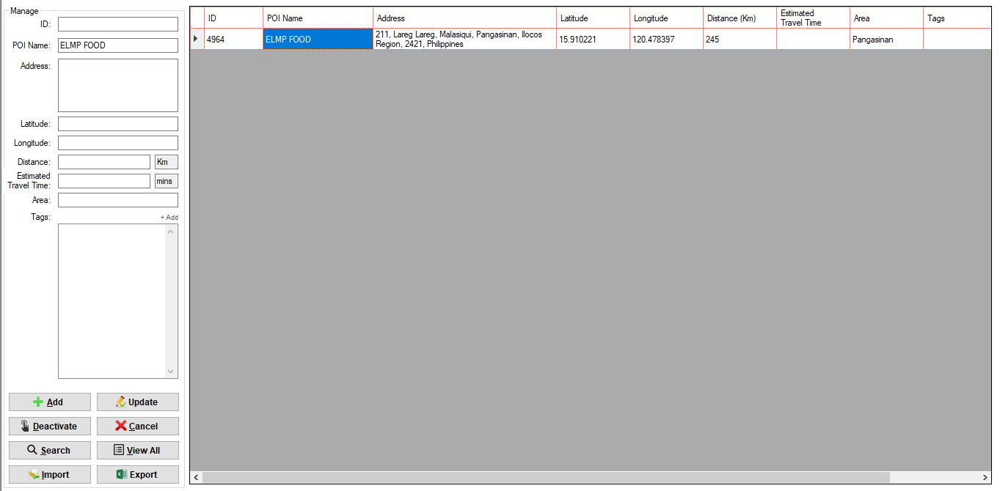 Manage
ID:
POI Name: ELMP FOOD
Address:
Latitude:
Longitude:
Distance: Km
Estimated
Travel Time: mins
Area:
Tags: + Add
Add Update
Deactivate Cancel
Search View All
Import Export
ID POI Name Address Latitude Longitude Distance (Km) Estimated Travel Time Area Tags
4964 ELMP FOOD 211, Lareg Lareg, Malasiqui, Pangasinan, Ilocos Region, 2421, Philippines 15.910221 120.478397 245 Pangasinan